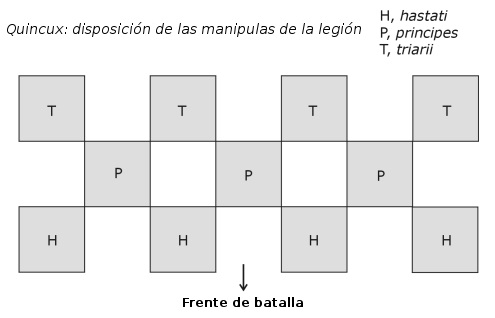 Quincux: disposición de las manipulas de la legión
H, hastati
P, principes
T, triarii
T T T T
P P P
H H H H
Frente de batalla